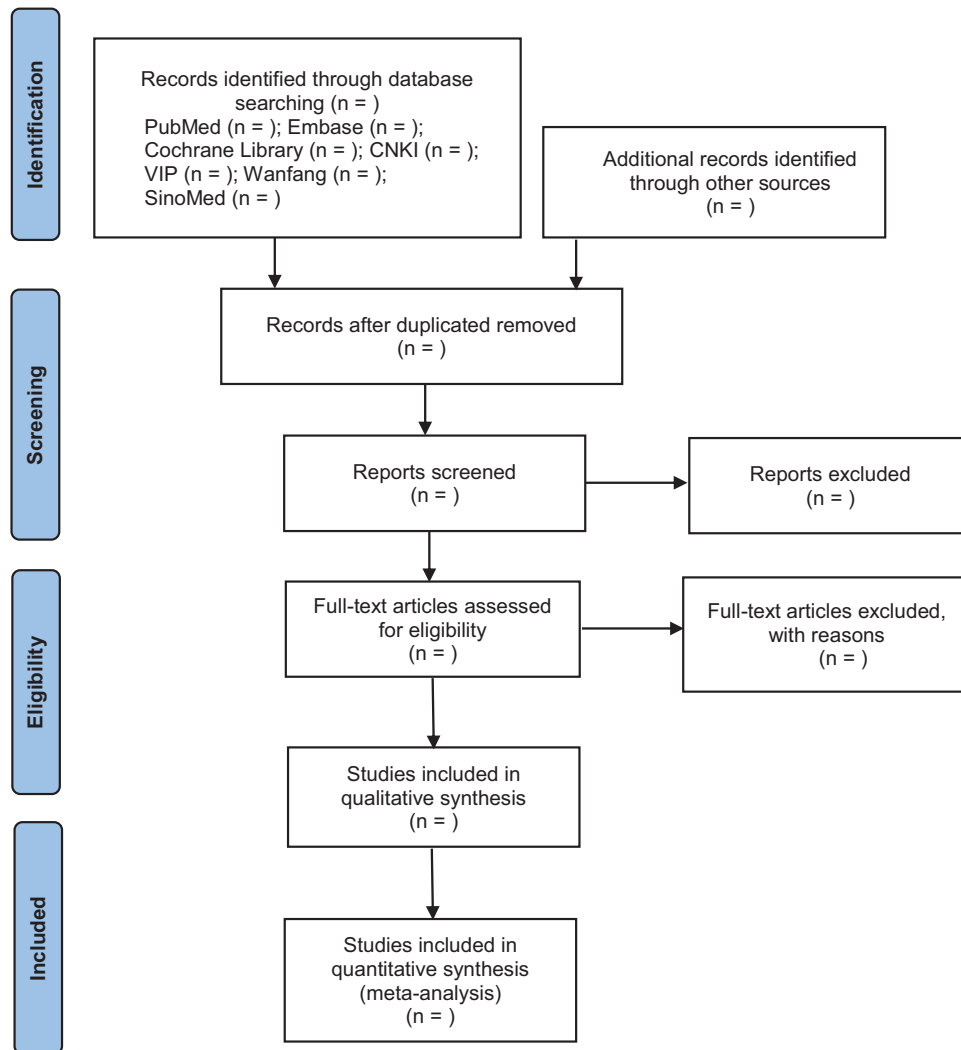 Identification
Records identified through database
searching (n = )
PubMed (n = ); Embase (n = );
Cochrane Library (n = ); CNKI (n = );
VIP (n = ); Wanfang (n = );
SinoMed (n = )
Additional records identified
through other sources
(n = )
Screening
Records after duplicated removed
(n = )
Reports screened
(n = )
Reports excluded
(n = )
Eligibility
Full-text articles assessed
for eligibility
(n = )
Full-text articles excluded,
with reasons
(n = )
Studies included in
qualitative synthesis
(n = )
Included
Studies included in
quantitative synthesis
(meta-analysis)
(n = )